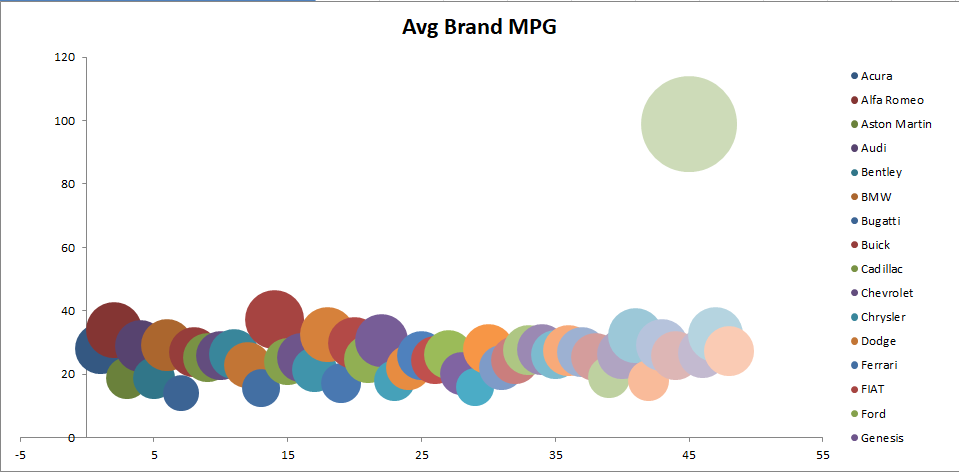 Avg Brand MPG
120
100
80
60
40
20
0
-5
5
15
25
35
45
55
Acura
Alfa Romeo
Aston Martin
Audi
Bentley
BMW
Bugatti
Buick
Cadillac
Chevrolet
Chrysler
Dodge
Ferrari
FIAT
Ford
Genesis